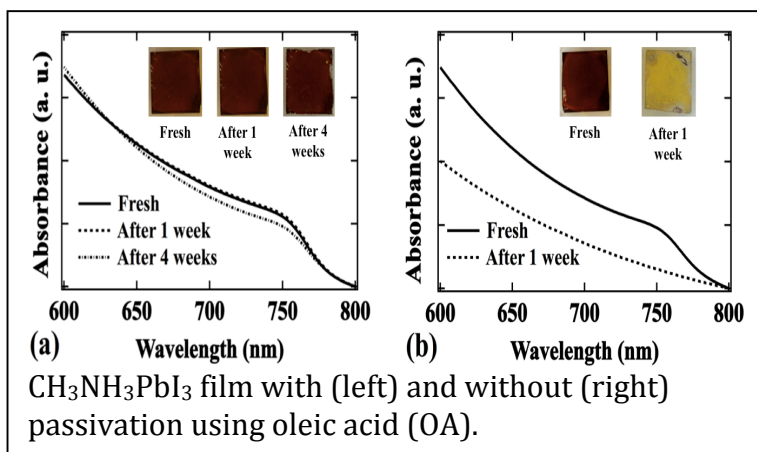 Absorbance (a. u.)
Fresh
After 1
week
After 4
weeks
Fresh
After 1 week
After 4 weeks
600 650 700 750 800
(a) Wavelength (nm)
Absorbance (a. u.)
Fresh
After 1
week
Fresh
After 1 week
600 650 700 750 800
(b) Wavelength (nm)
CH₃NH₃PbI₃ film with (left) and without (right)
passivation using oleic acid (OA).